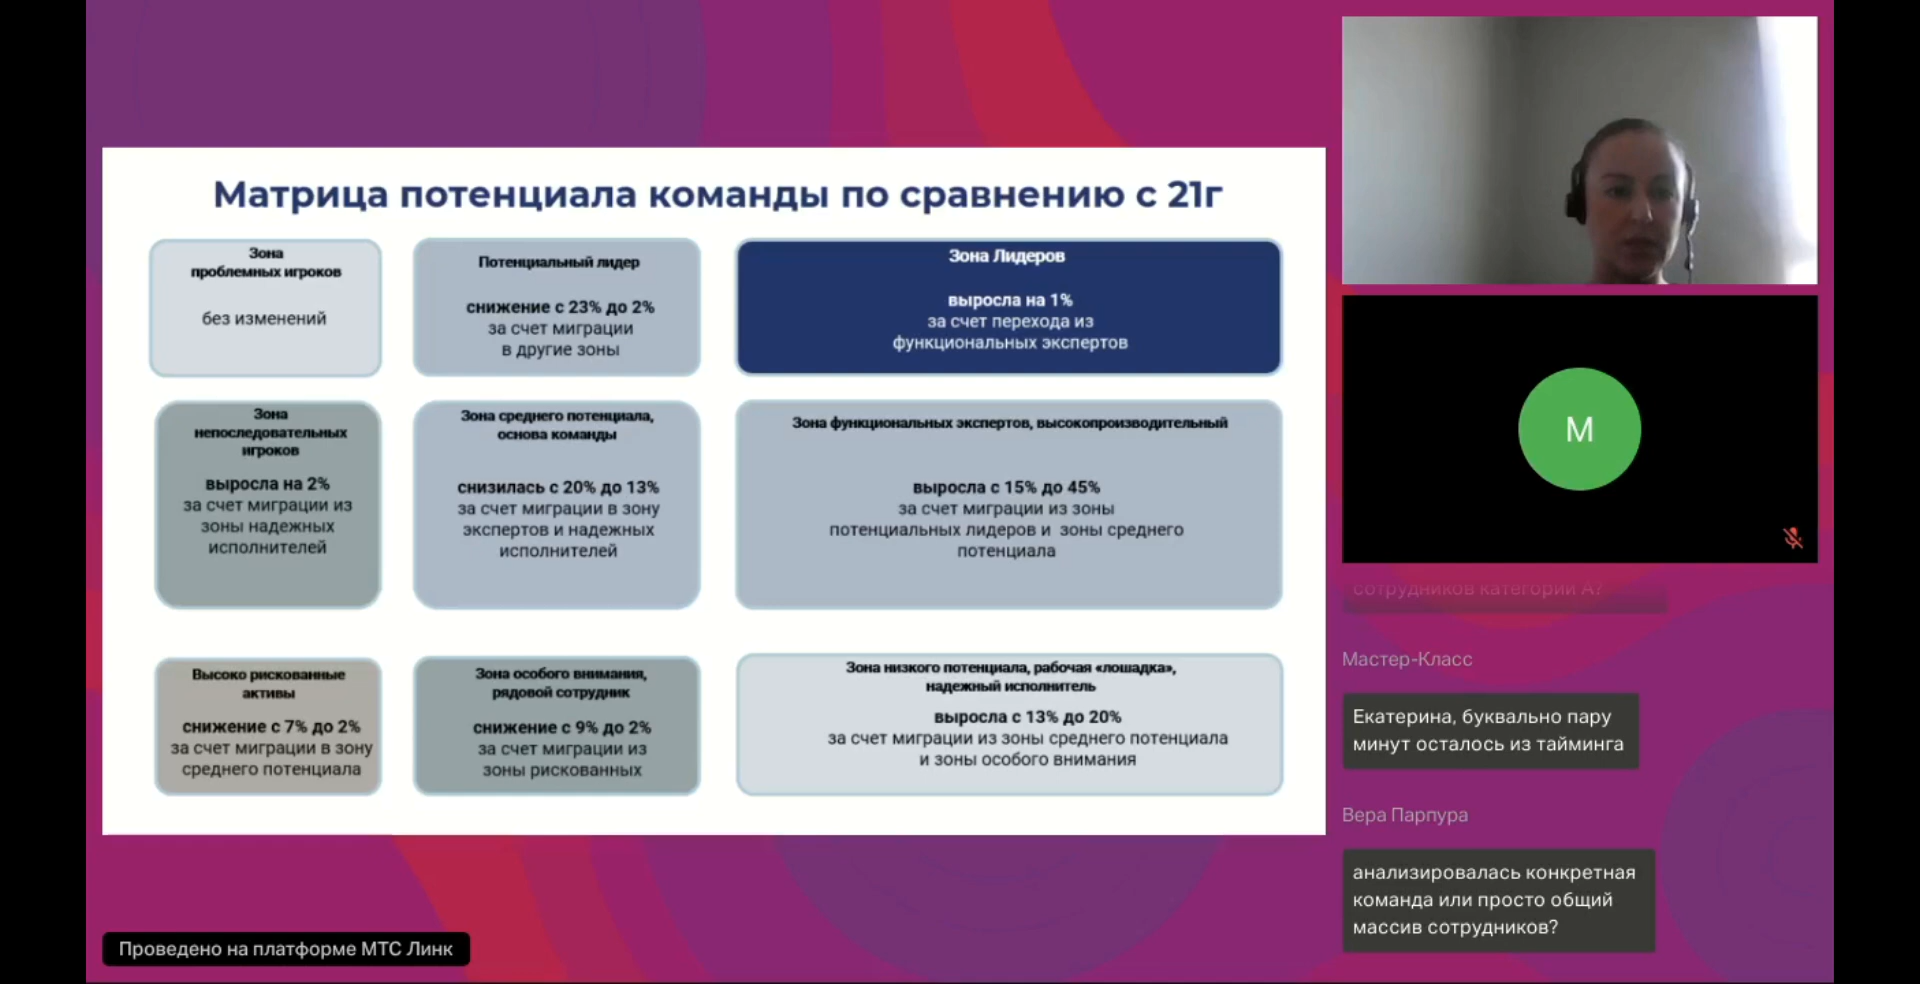 Матрица потенциала команды по сравнению с 21г
Зона
проблемных игроков
без изменений
Потенциальный лидер
снижение с 23% до 2%
за счет миграции
в другие зоны
Зона Лидеров
выросла на 1%
за счет перехода из
функциональных экспертов
Зона
непоследовательных
игроков
выросла на 2%
за счет миграции из
зоны надежных
исполнителей
Зона среднего потенциала,
основа команды
снизилась с 20% до 13%
за счет миграции в зону
экспертов и надежных
исполнителей
Зона функциональных экспертов, высокопроизводительный
выросла с 15% до 45%
за счет миграции из зоны
потенциальных лидеров и зоны среднего
потенциала
Высоко рискованные
активы
снижение с 7% до 2%
за счет миграции в зону
среднего потенциала
Зона особого внимания,
рядовой сотрудник
снижение с 9% до 2%
за счет миграции из
зоны рискованных
Зона низкого потенциала, рабочая «лошадка»,
надежный исполнитель
выросла с 13% до 20%
за счет миграции из зоны среднего потенциала
и зоны особого внимания
Проведено на платформе МТС Линк
М
сотрудников категории А?
Мастер-Класс
Екатерина, буквально пару
минут осталось из тайминга
Вера Парпура
анализировалась конкретная
команда или просто общий
массив сотрудников?